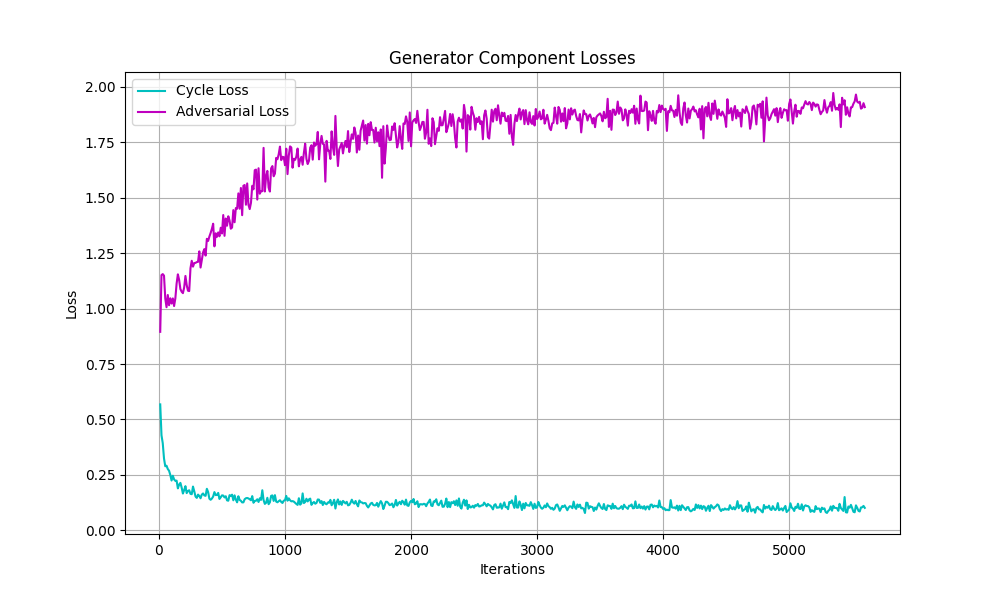 Generator Component Losses
Cycle Loss
Adversarial Loss
2.00
1.75
1.50
1.25
1.00
0.75
0.50
0.25
0.00
Loss
0 1000 2000 3000 4000 5000
Iterations